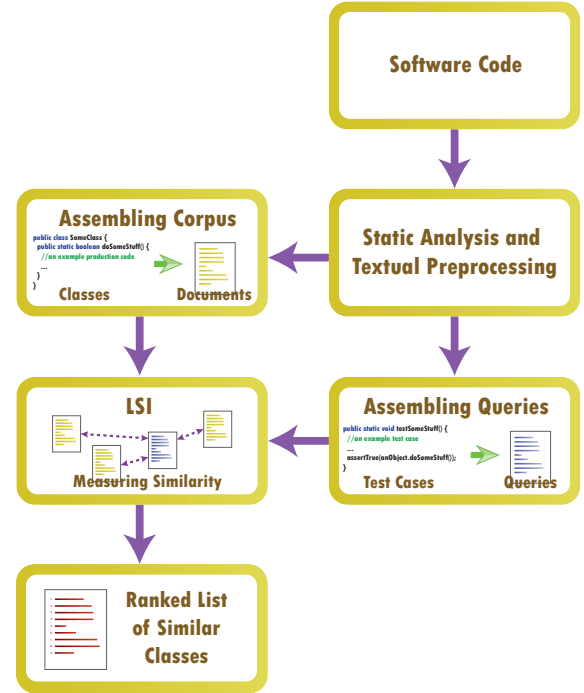 Software Code
Assembling Corpus
public class SomeClass {
public static boolean doSomeStuff() {
//an example production code
...
}
}
Classes
Documents
Static Analysis and
Textual Preprocessing
LSI
Measuring Similarity
Assembling Queries
public static void testSomeStuff() {
//an example test case
...
assertTrue(anObject.doSomeStuff());
}
Test Cases
Queries
Ranked List
of Similar
Classes